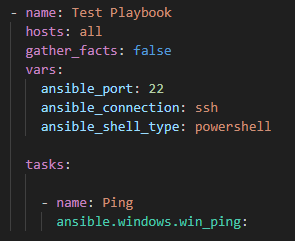 - name: Test Playbook
  hosts: all
  gather_facts: false
  vars:
    ansible_port: 22
    ansible_connection: ssh
    ansible_shell_type: powershell
  tasks:
    - name: Ping
      ansible.windows.win_ping: